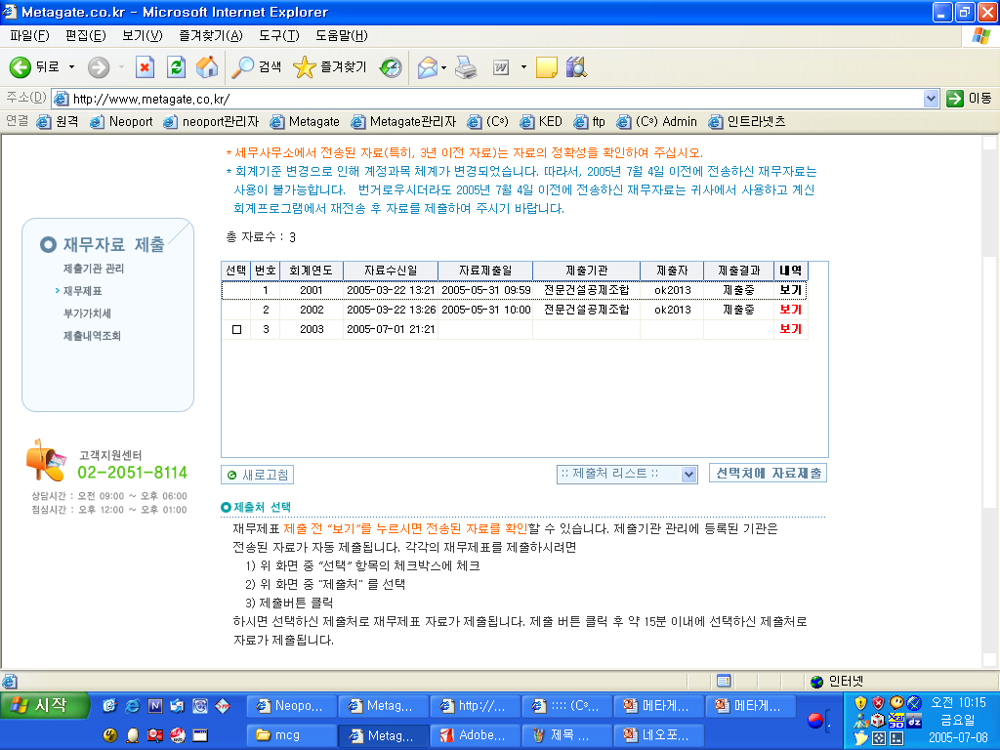 Metagate.co.kr - Microsoft Internet Explorer
파일(F) 편집(E) 보기(V) 즐겨찾기(A) 도구(T) 도움말(H)
뒤로 검색 즐겨찾기
주소(D) http://www.metagate.co.kr/ 이동
연결 원격 Neoport neoport관리자 Metagate Metagate관리자 (C³) KED ftp (C³) Admin 인트라넷츠
* 세무사무소에서 전송된 자료(특히, 3년 이전 자료)는 자료의 정확성을 확인하여 주십시오.
* 회계기준 변경으로 인해 계정과목 체계가 변경되었습니다. 따라서, 2005년 7월 4일 이전에 전송하신 재무자료는
사용이 불가능합니다. 번거로우시더라도 2005년 7월 4일 이전에 전송하신 재무자료는 귀사에서 사용하고 계신
회계프로그램에서 재전송 후 자료를 제출하여 주시기 바랍니다.
총 자료수 : 3
재무자료 제출
제출기관 관리
재무제표
부가가치세
제출내역조회
선택 번호 회계연도 자료수신일 자료제출일 제출기관 제출자 제출결과 내역
1 2001 2005-03-22 13:21 2005-05-31 09:59 전문건설공제조합 ok2013 제출중 보기
2 2002 2005-03-22 13:26 2005-05-31 10:00 전문건설공제조합 ok2013 제출중 보기
3 2003 2005-07-01 21:21 보기
고객지원센터
02-2051-8114
상담시간 : 오전 09:00 ~ 오후 06:00
점심시간 : 오후 12:00 ~ 오후 01:00
새로고침 :: 제출처 리스트 :: 선택처에 자료제출
제출처 선택
재무제표 제출 전 “보기”를 누르시면 전송된 자료를 확인할 수 있습니다. 제출기관 관리에 등록된 기관은
전송된 자료가 자동 제출됩니다. 각각의 재무제표를 제출하시려면
1) 위 화면 중 “선택” 항목의 체크박스에 체크
2) 위 화면 중 "제출처" 를 선택
3) 제출버튼 클릭
하시면 선택하신 제출처로 재무제표 자료가 제출됩니다. 제출 버튼 클릭 후 약 15분 이내에 선택하신 제출처로
자료가 제출됩니다.
인터넷
시작 Neopo... Metag... http://... :::: (C³... 메타게... 메타게... 오전 10:15
금요일
mcg Metag... Adobe... 제목 ... 네오포... 2005-07-08